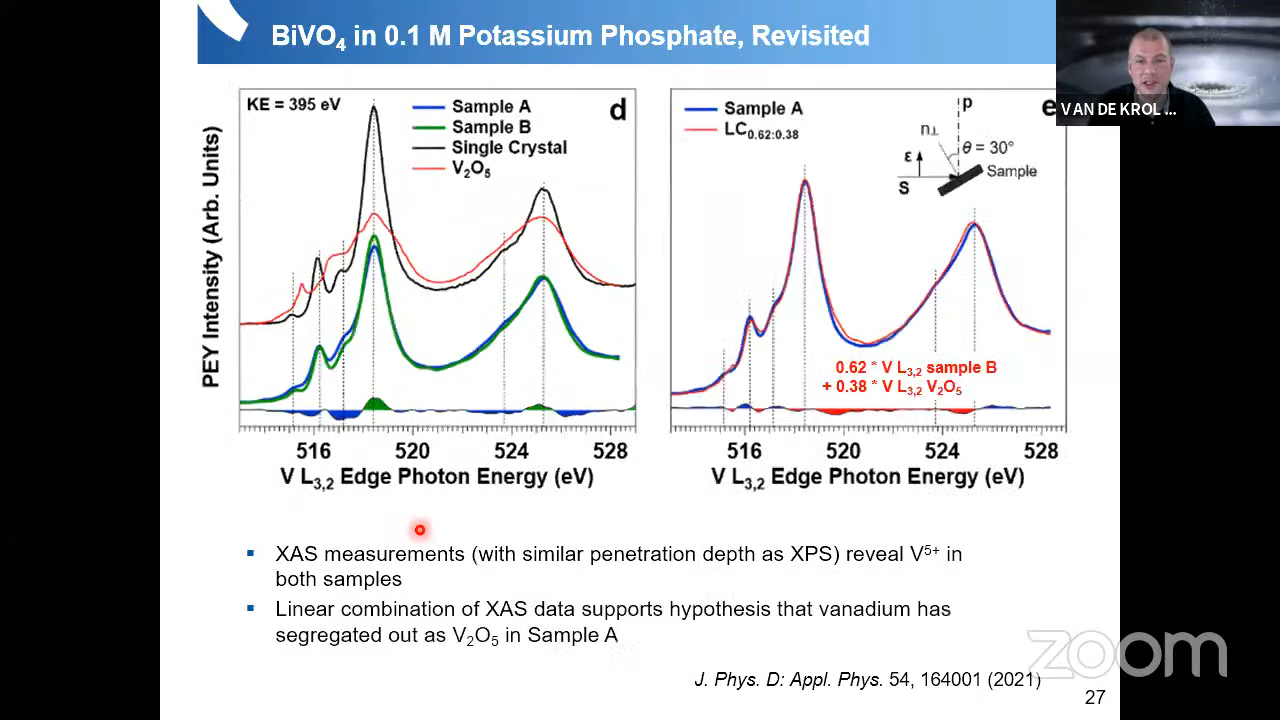 BiVO₄ in 0.1 M Potassium Phosphate, Revisited
VAN DE KROL ...
KE = 395 eV
Sample A
Sample B
Single Crystal
V₂O₅
d
PEY Intensity (Arb. Units)
516
520
524
528
V L₃,₂ Edge Photon Energy (eV)
Sample A
LC₀.₆₂:₀.₃₈
e
p
n⊥
θ = 30°
ε
S
Sample
0.62 * V L₃,₂ sample B
+ 0.38 * V L₃,₂ V₂O₅
516
520
524
528
V L₃,₂ Edge Photon Energy (eV)
▪ XAS measurements (with similar penetration depth as XPS) reveal V⁵⁺ in
both samples
▪ Linear combination of XAS data supports hypothesis that vanadium has
segregated out as V₂O₅ in Sample A
zoom
J. Phys. D: Appl. Phys. 54, 164001 (2021)
27